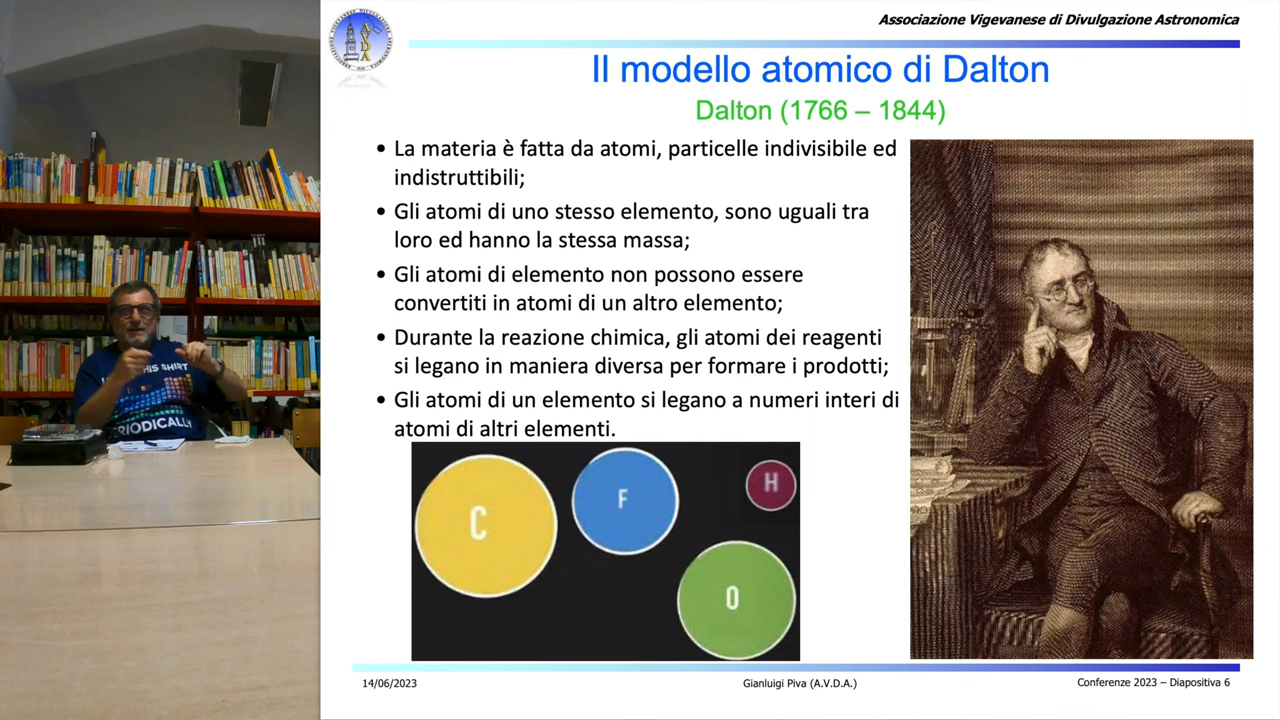 Associazione Vigevanese di Divulgazione Astronomica
Il modello atomico di Dalton
Dalton (1766 – 1844)
• La materia è fatta da atomi, particelle indivisibile ed
indistruttibili;
• Gli atomi di uno stesso elemento, sono uguali tra
loro ed hanno la stessa massa;
• Gli atomi di elemento non possono essere
convertiti in atomi di un altro elemento;
• Durante la reazione chimica, gli atomi dei reagenti
si legano in maniera diversa per formare i prodotti;
• Gli atomi di un elemento si legano a numeri interi di
atomi di altri elementi.
C
F
H
O
HIS SHIRT
RIODICALLY
14/06/2023
Gianluigi Piva (A.V.D.A.)
Conferenze 2023 – Diapositiva 6